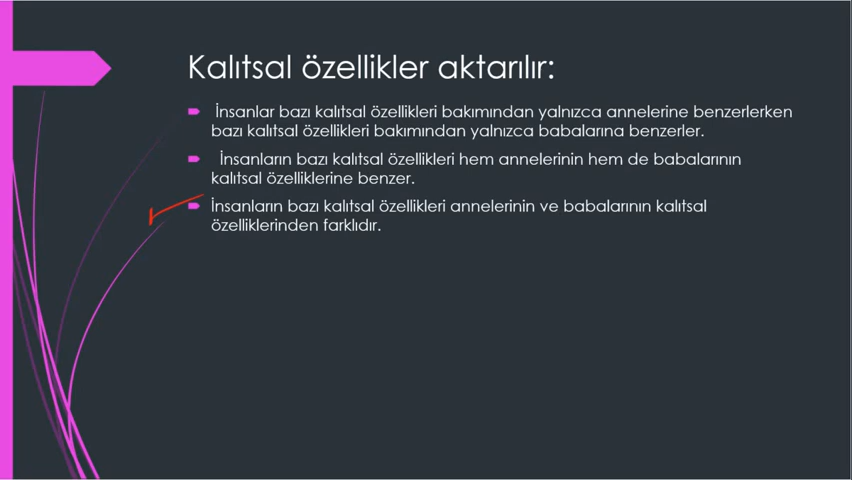 Kalıtsal özellikler aktarılır:
İnsanlar bazı kalıtsal özellikleri bakımından yalnızca annelerine benzerlerken
bazı kalıtsal özellikleri bakımından yalnızca babalarına benzerler.
İnsanların bazı kalıtsal özellikleri hem annelerinin hem de babalarının
kalıtsal özelliklerine benzer.
İnsanların bazı kalıtsal özellikleri annelerinin ve babalarının kalıtsal
özelliklerinden farklıdır.